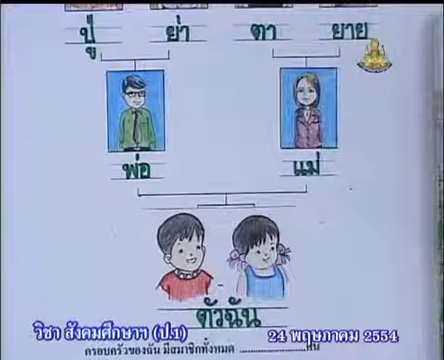 ปู่ ย่า ตา ยาย
พ่อ แม่
ตัวฉัน
วิชา สังคมศึกษาฯ (ป.๑) 24 พฤษภาคม 2554
ครอบครัวของฉัน มีสมาชิกทั้งหมด ....................คน